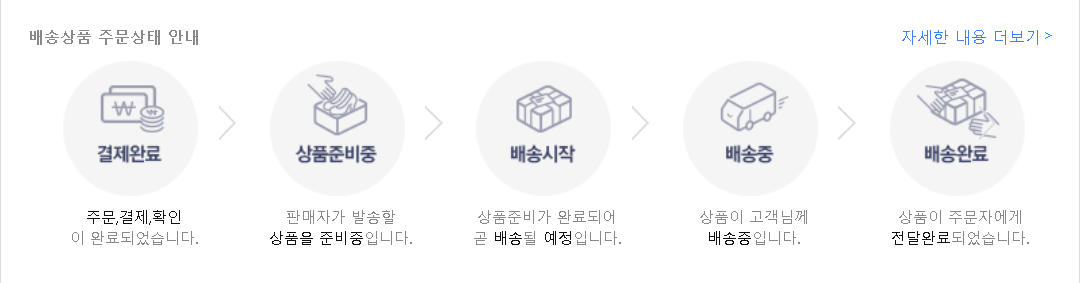 배송상품 주문상태 안내
자세한 내용 더보기 >
결제완료
상품준비중
배송시작
배송중
배송완료
주문,결제,확인
이 완료되었습니다.
판매자가 발송할
상품을 준비중입니다.
상품준비가 완료되어
곧 배송될 예정입니다.
상품이 고객님께
배송중입니다.
상품이 주문자에게
전달완료되었습니다.